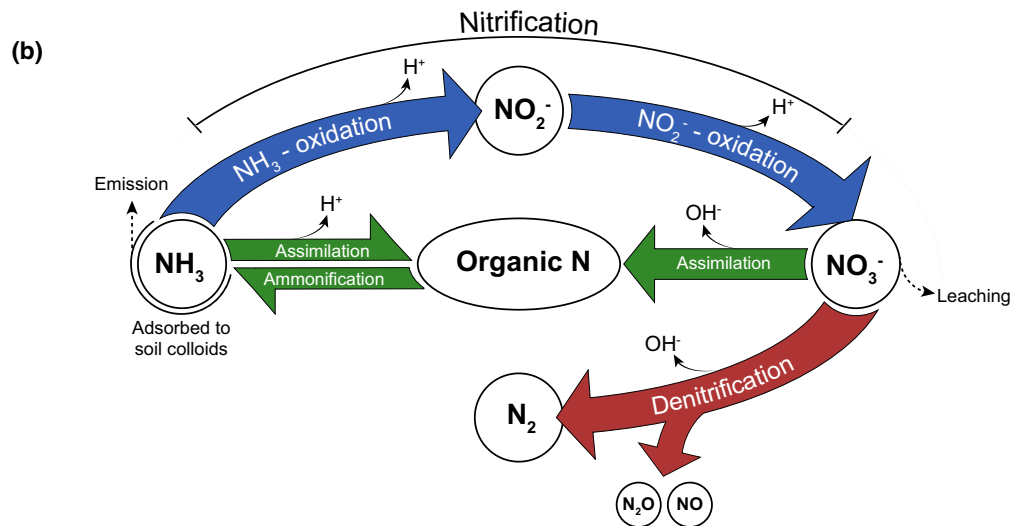 Nitrification
(b)
H⁺
NO₂⁻
H⁺
NH₃ - oxidation
NO₂⁻ - oxidation
Emission
H⁺
OH⁻
NH₃
Assimilation
Ammonification
Organic N
Assimilation
NO₃⁻
Leaching
Adsorbed to
soil colloids
OH⁻
Denitrification
N₂
N₂O
NO